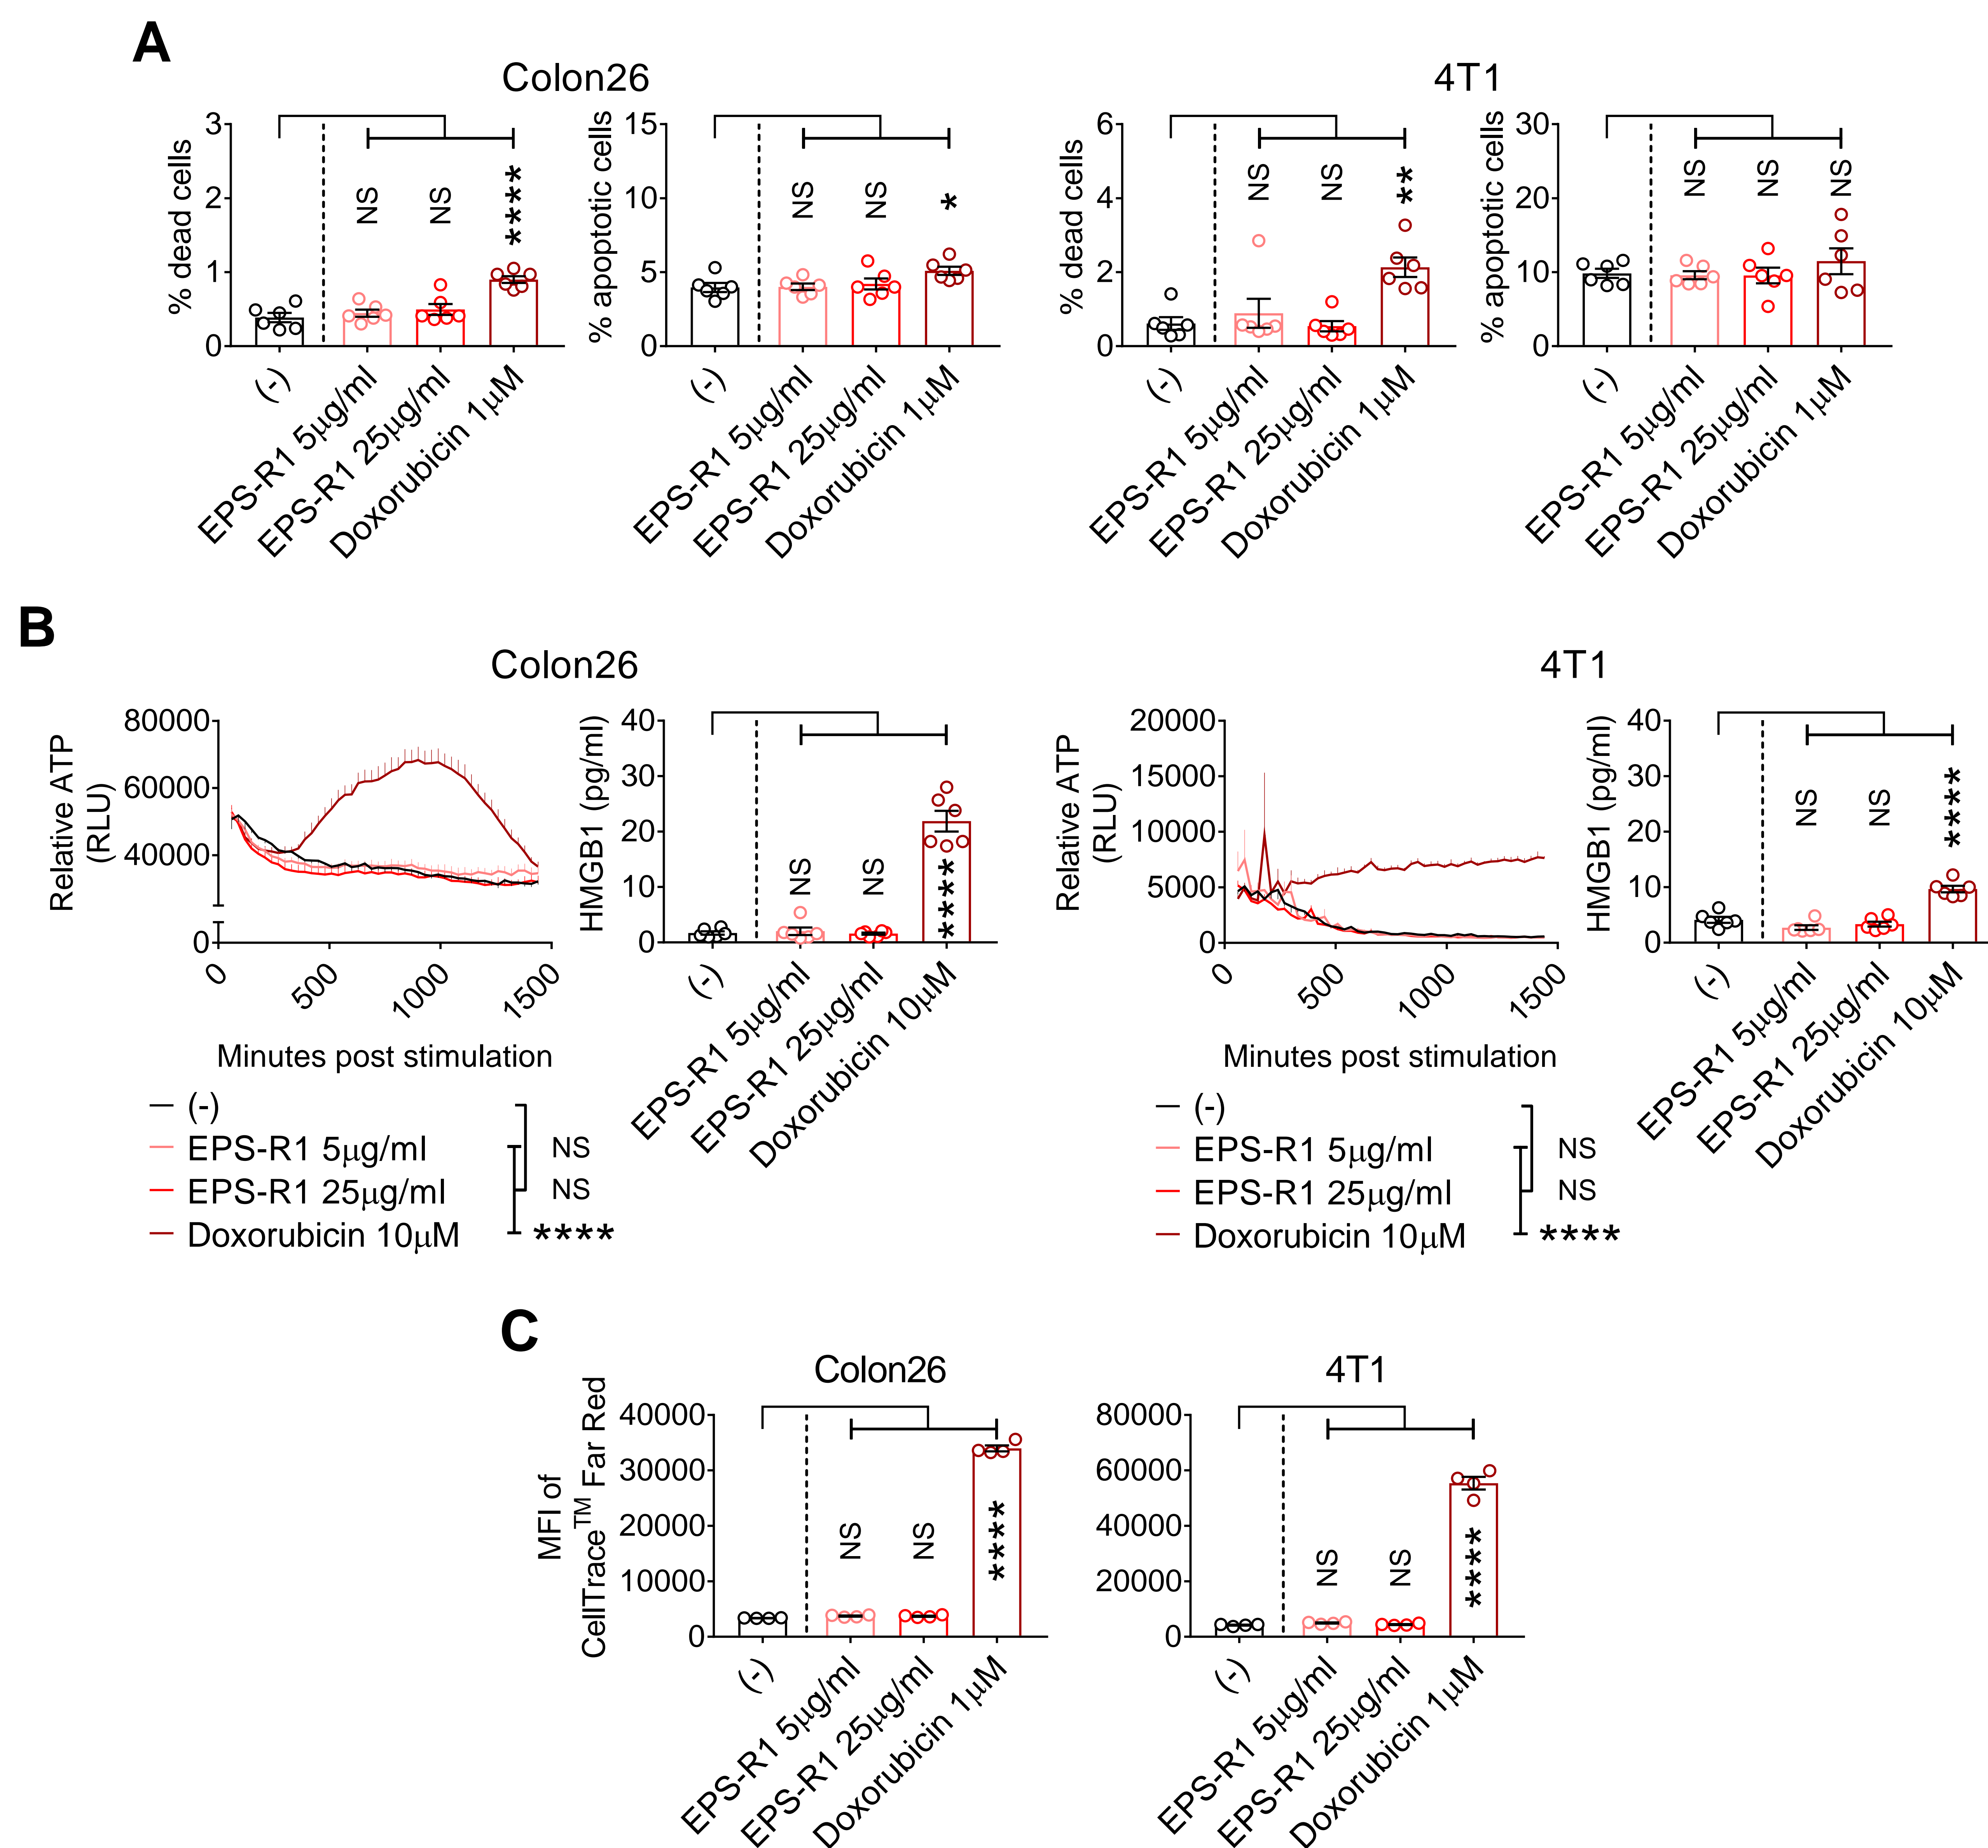 A
Colon26
4T1
% dead cells
3
2
1
0
NS
NS
****
(-)
EPS-R1 5μg/ml
EPS-R1 25μg/ml
Doxorubicin 1μM
% apoptotic cells
15
10
5
0
NS
NS
*
(-)
EPS-R1 5μg/ml
EPS-R1 25μg/ml
Doxorubicin 1μM
% dead cells
6
4
2
0
NS
NS
**
(-)
EPS-R1 5μg/ml
EPS-R1 25μg/ml
Doxorubicin 1μM
% apoptotic cells
30
20
10
0
NS
NS
NS
(-)
EPS-R1 5μg/ml
EPS-R1 25μg/ml
Doxorubicin 1μM
B
Colon26
4T1
Relative ATP
(RLU)
80000
60000
40000
0
0
500
1000
1500
Minutes post stimulation
(-)
EPS-R1 5μg/ml NS
EPS-R1 25μg/ml NS
Doxorubicin 10μM ****
HMGB1 (pg/ml)
40
30
20
10
0
NS
NS
****
(-)
EPS-R1 5μg/ml
EPS-R1 25μg/ml
Doxorubicin 10μM
Relative ATP
(RLU)
20000
15000
10000
5000
0
0
500
1000
1500
Minutes post stimulation
(-)
EPS-R1 5μg/ml NS
EPS-R1 25μg/ml NS
Doxorubicin 10μM ****
HMGB1 (pg/ml)
40
30
20
10
0
NS
NS
****
(-)
EPS-R1 5μg/ml
EPS-R1 25μg/ml
Doxorubicin 10μM
C
Colon26
4T1
MFI of
CellTrace™ Far Red
40000
30000
20000
10000
0
NS
NS
****
(-)
EPS-R1 5μg/ml
EPS-R1 25μg/ml
Doxorubicin 1μM
80000
60000
40000
20000
0
NS
NS
****
(-)
EPS-R1 5μg/ml
EPS-R1 25μg/ml
Doxorubicin 1μM